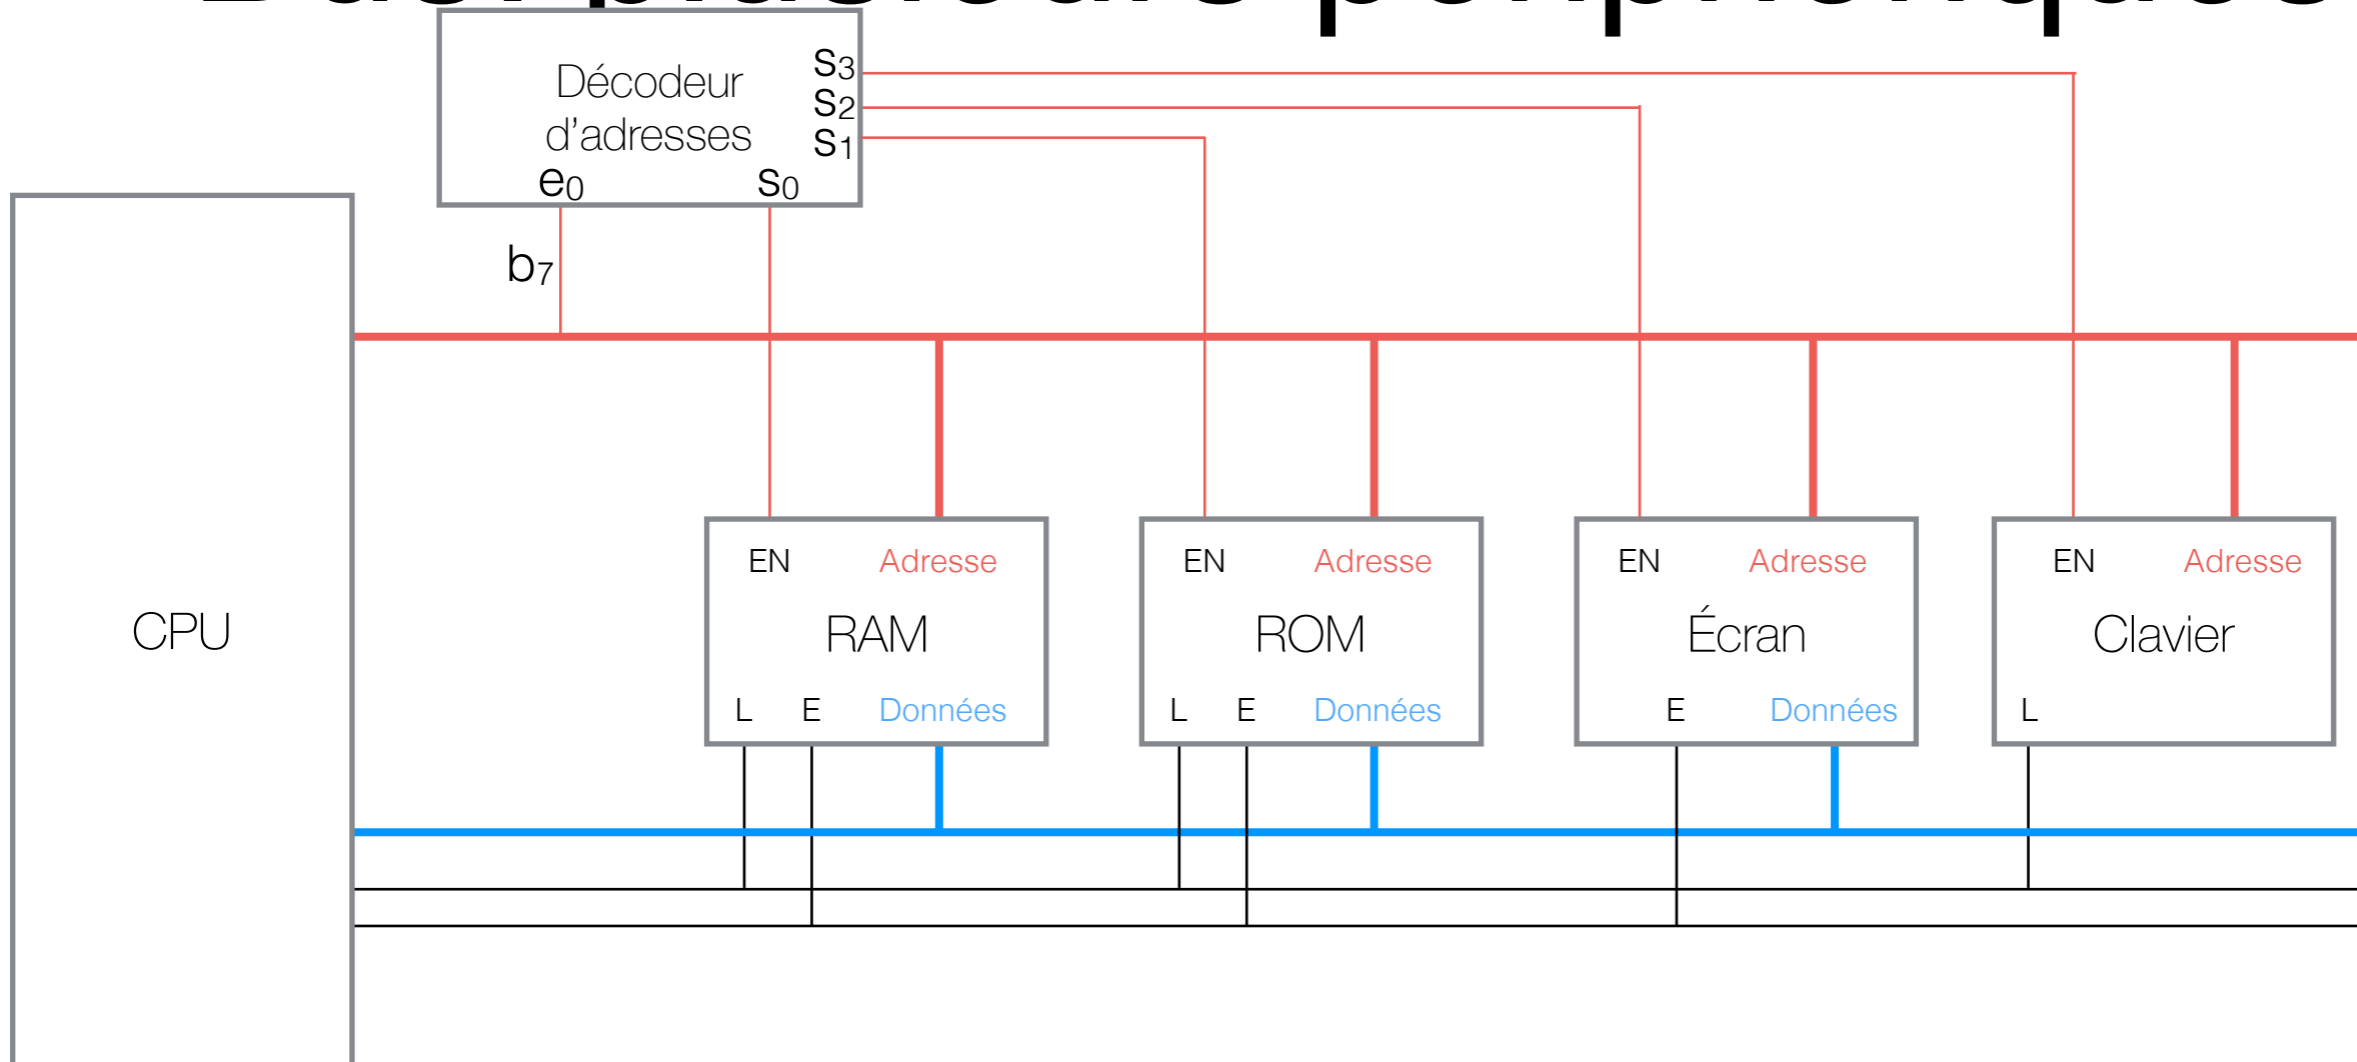 Décodeur
d'adresses
s3
s2
s1
e0 s0
b7
CPU
EN Adresse
RAM
L E Données
EN Adresse
ROM
L E Données
EN Adresse
Écran
E Données
EN Adresse
Clavier
L